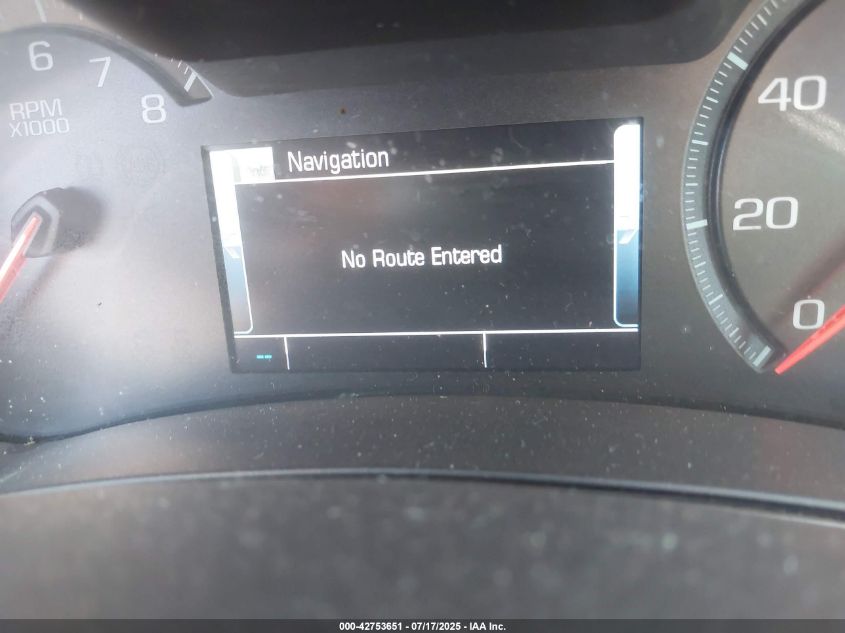 6
7
8
RPM
X1000
Navigation
No Route Entered
--
40
20
0
000-42753651 - 07/17/2025 - IAA Inc.